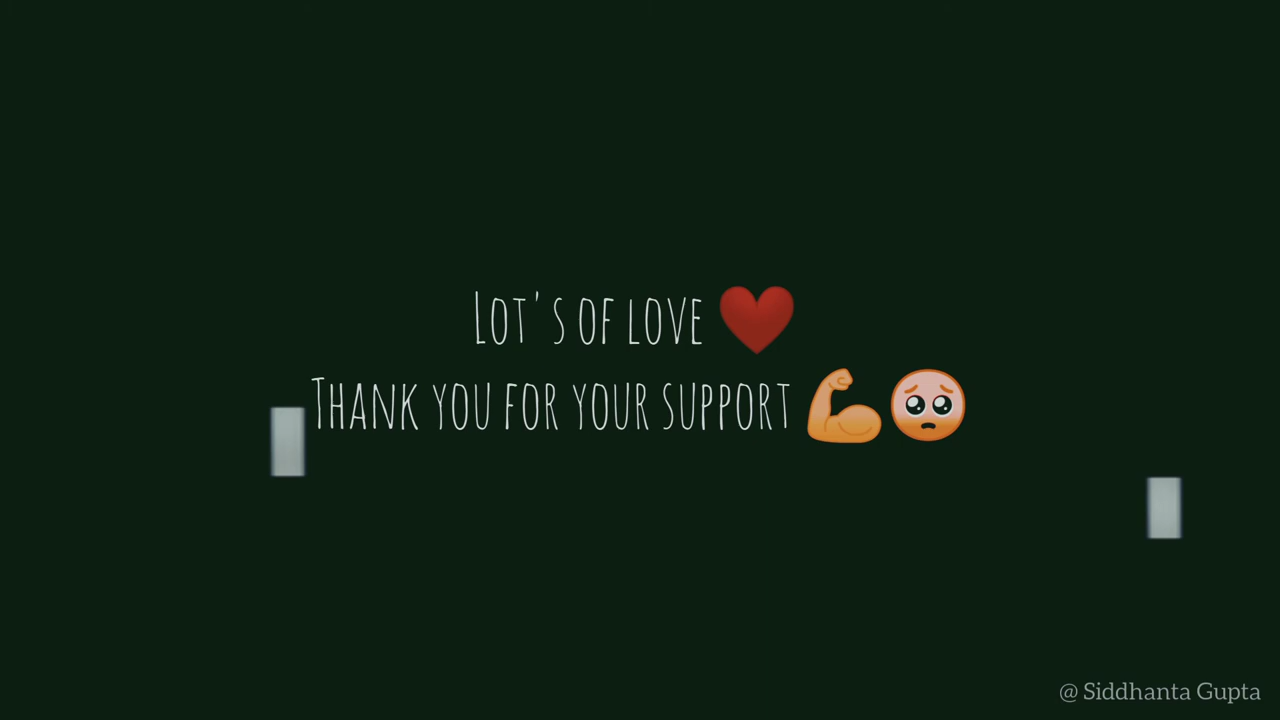 Lot's of love ❤️
Thank you for your support 💪🥺
@ Siddhanta Gupta